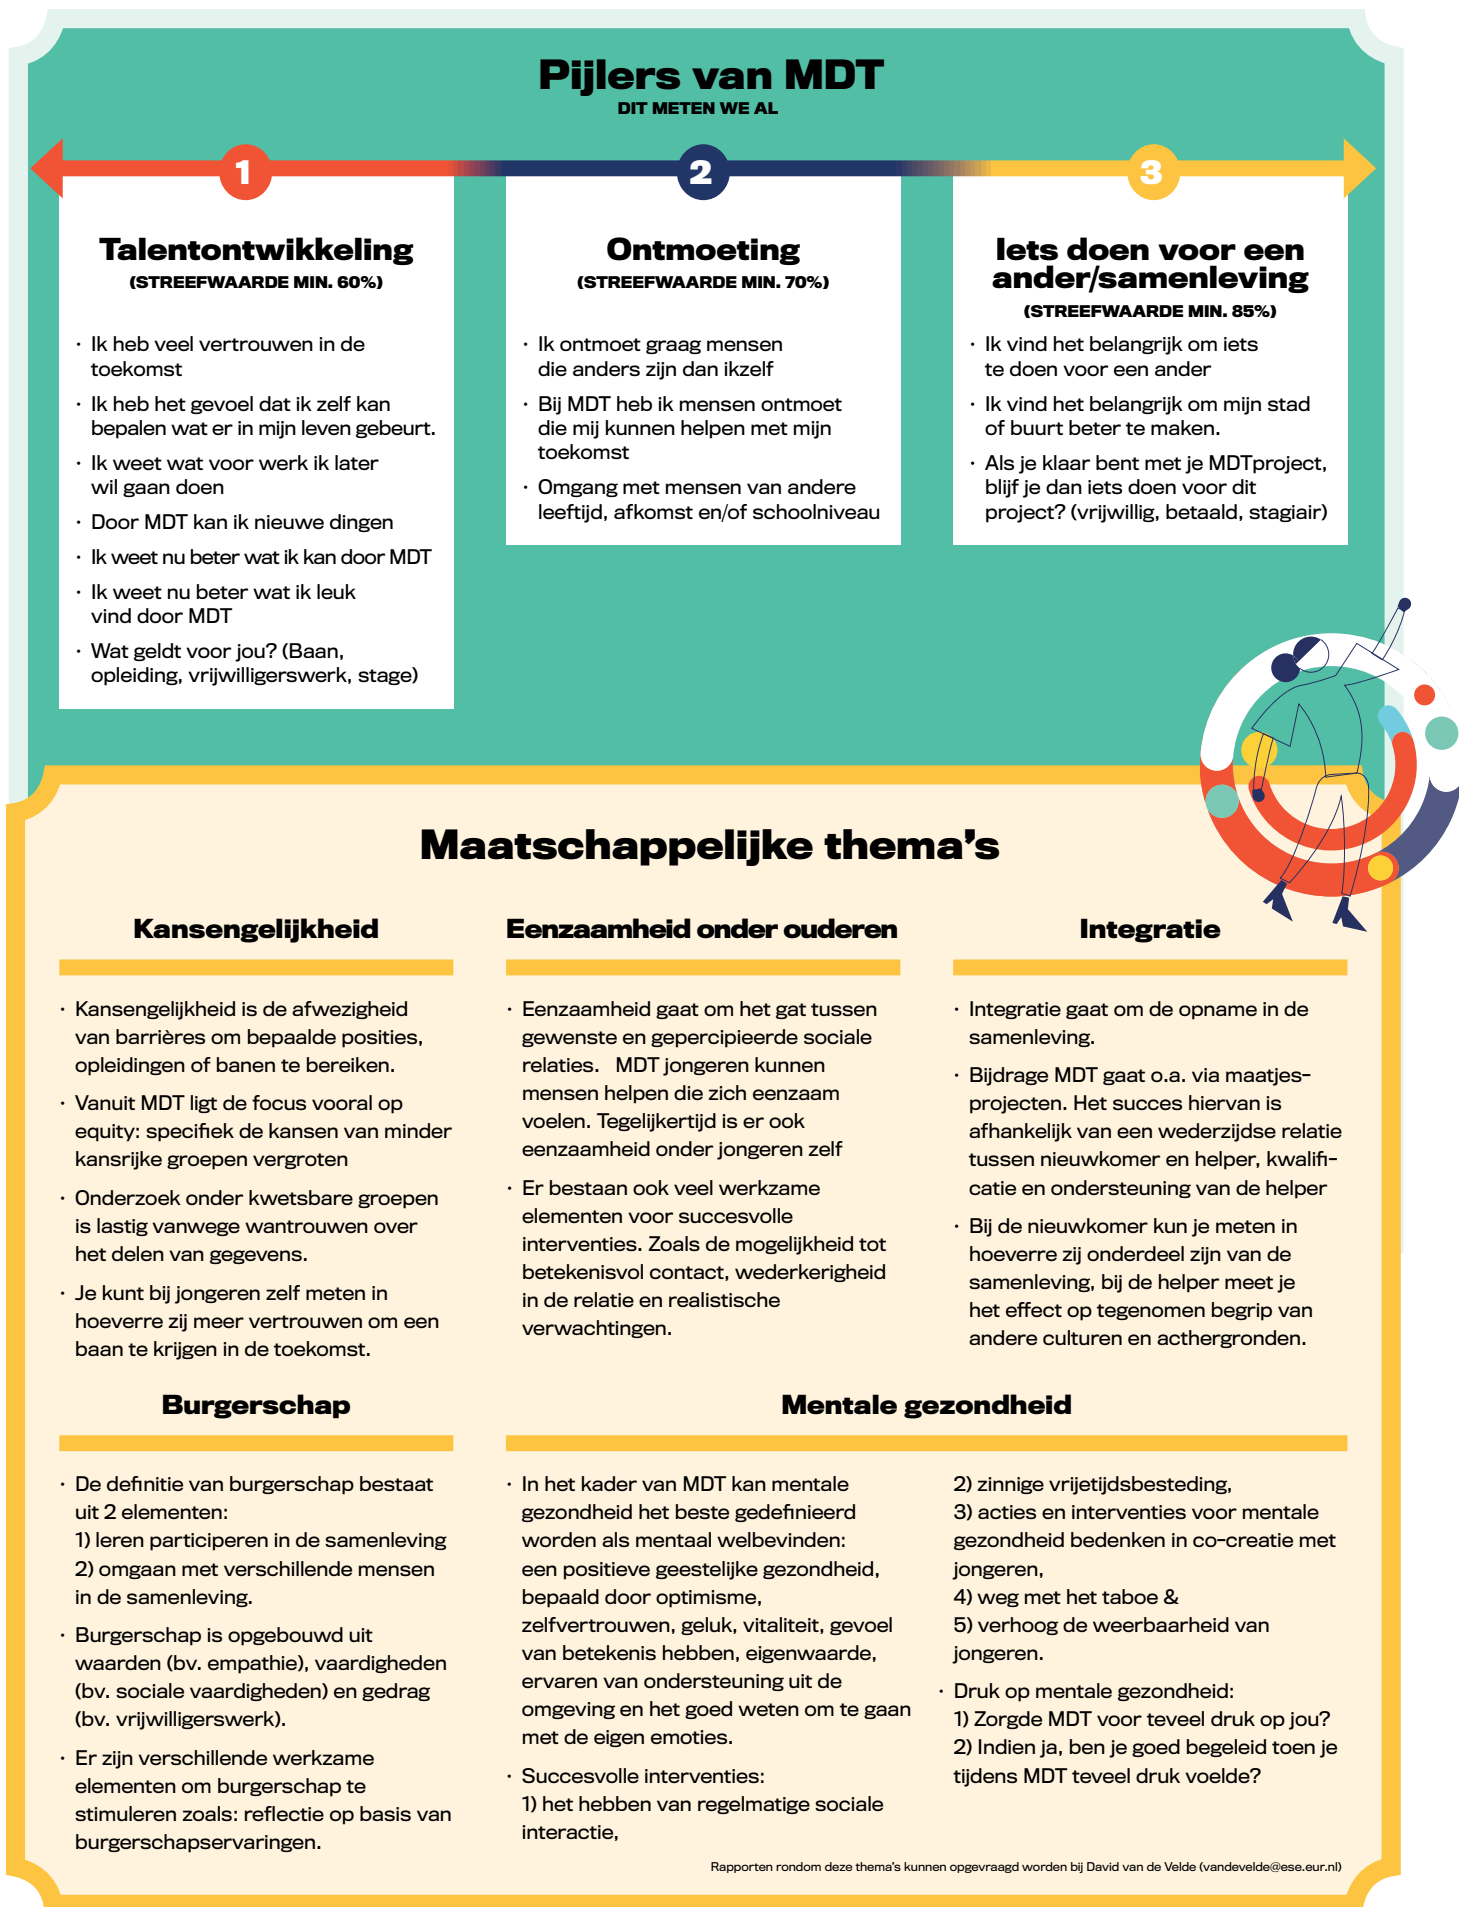 Pijlers van MDT
DIT METEN WE AL
1
Talentontwikkeling
(STREEFWAARDE MIN. 60%)
· Ik heb veel vertrouwen in de
toekomst
· Ik heb het gevoel dat ik zelf kan
bepalen wat er in mijn leven gebeurt.
· Ik weet wat voor werk ik later
wil gaan doen
· Door MDT kan ik nieuwe dingen
· Ik weet nu beter wat ik kan door MDT
· Ik weet nu beter wat ik leuk
vind door MDT
· Wat geldt voor jou? (Baan,
opleiding, vrijwilligerswerk, stage)
2
Ontmoeting
(STREEFWAARDE MIN. 70%)
· Ik ontmoet graag mensen
die anders zijn dan ikzelf
· Bij MDT heb ik mensen ontmoet
die mij kunnen helpen met mijn
toekomst
· Omgang met mensen van andere
leeftijd, afkomst en/of schoolniveau
3
Iets doen voor een
ander/samenleving
(STREEFWAARDE MIN. 85%)
· Ik vind het belangrijk om iets
te doen voor een ander
· Ik vind het belangrijk om mijn stad
of buurt beter te maken.
· Als je klaar bent met je MDTproject,
blijf je dan iets doen voor dit
project? (vrijwillig, betaald, stagiair)
Maatschappelijke thema's
Kansengelijkheid
· Kansengelijkheid is de afwezigheid
van barrières om bepaalde posities,
opleidingen of banen te bereiken.
· Vanuit MDT ligt de focus vooral op
equity: specifiek de kansen van minder
kansrijke groepen vergroten
· Onderzoek onder kwetsbare groepen
is lastig vanwege wantrouwen over
het delen van gegevens.
· Je kunt bij jongeren zelf meten in
hoeverre zij meer vertrouwen om een
baan te krijgen in de toekomst.
Eenzaamheid onder ouderen
· Eenzaamheid gaat om het gat tussen
gewenste en gepercipieerde sociale
relaties. MDT jongeren kunnen
mensen helpen die zich eenzaam
voelen. Tegelijkertijd is er ook
eenzaamheid onder jongeren zelf
· Er bestaan ook veel werkzame
elementen voor succesvolle
interventies. Zoals de mogelijkheid tot
betekenisvol contact, wederkerigheid
in de relatie en realistische
verwachtingen.
Integratie
· Integratie gaat om de opname in de
samenleving.
· Bijdrage MDT gaat o.a. via maatjes-
projecten. Het succes hiervan is
afhankelijk van een wederzijdse relatie
tussen nieuwkomer en helper, kwalifi-
catie en ondersteuning van de helper
· Bij de nieuwkomer kun je meten in
hoeverre zij onderdeel zijn van de
samenleving, bij de helper meet je
het effect op tegenomen begrip van
andere culturen en acthergronden.
Burgerschap
· De definitie van burgerschap bestaat
uit 2 elementen:
1) leren participeren in de samenleving
2) omgaan met verschillende mensen
in de samenleving.
· Burgerschap is opgebouwd uit
waarden (bv. empathie), vaardigheden
(bv. sociale vaardigheden) en gedrag
(bv. vrijwilligerswerk).
· Er zijn verschillende werkzame
elementen om burgerschap te
stimuleren zoals: reflectie op basis van
burgerschapservaringen.
Mentale gezondheid
· In het kader van MDT kan mentale
gezondheid het beste gedefinieerd
worden als mentaal welbevinden:
een positieve geestelijke gezondheid,
bepaald door optimisme,
zelfvertrouwen, geluk, vitaliteit, gevoel
van betekenis hebben, eigenwaarde,
ervaren van ondersteuning uit de
omgeving en het goed weten om te gaan
met de eigen emoties.
· Succesvolle interventies:
1) het hebben van regelmatige sociale
interactie,
2) zinnige vrijetijdsbesteding,
3) acties en interventies voor mentale
gezondheid bedenken in co-creatie met
jongeren,
4) weg met het taboe &
5) verhoog de weerbaarheid van
jongeren.
· Druk op mentale gezondheid:
1) Zorgde MDT voor teveel druk op jou?
2) Indien ja, ben je goed begeleid toen je
tijdens MDT teveel druk voelde?
Rapporten rondom deze thema's kunnen opgevraagd worden bij David van de Velde (vandevelde@ese.eur.nl)